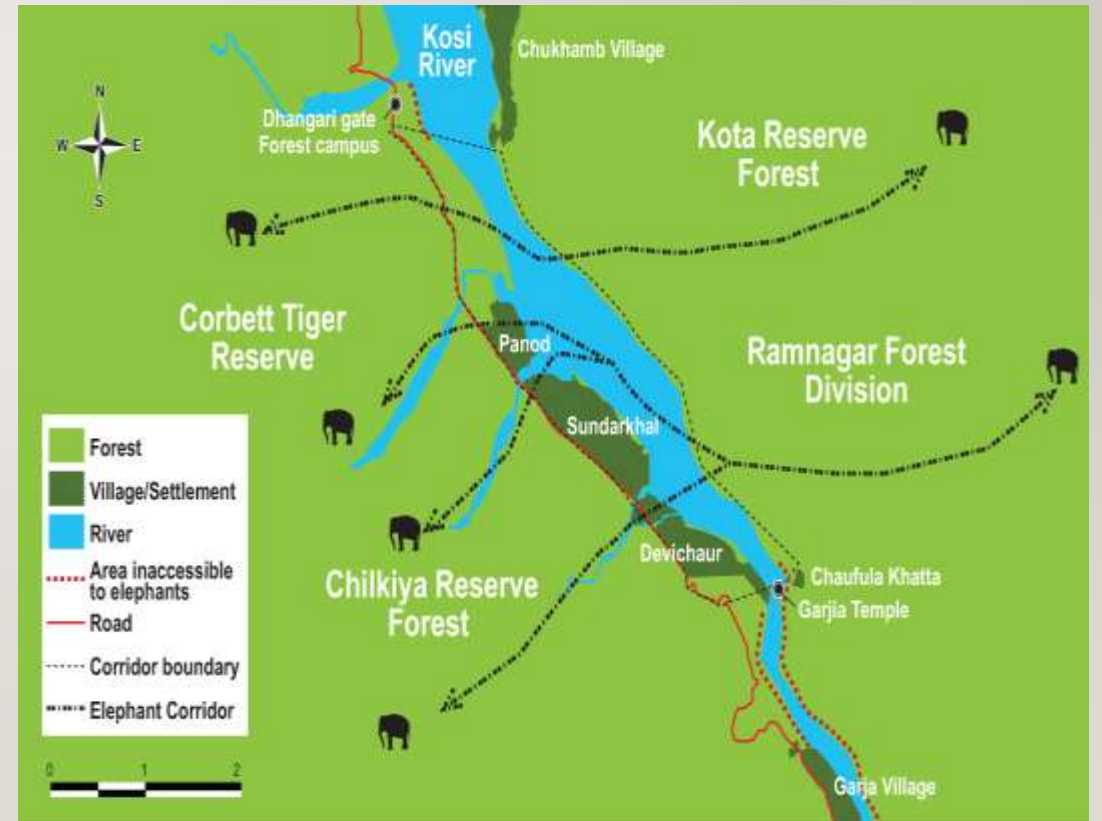 Kosi
River
Chukhamb Village
N
W E
S
Dhangari gate
Forest campus
Kota Reserve
Forest
Corbett Tiger
Reserve
Panod
Ramnagar Forest
Division
Sundarkhal
Forest
Village/Settlement
River
Area inaccessible
to elephants
Road
Corridor boundary
Elephant Corridor
Devichaur
Chaufula Khatta
Garjia Temple
Chilkiya Reserve
Forest
0 1 2
Garja Village